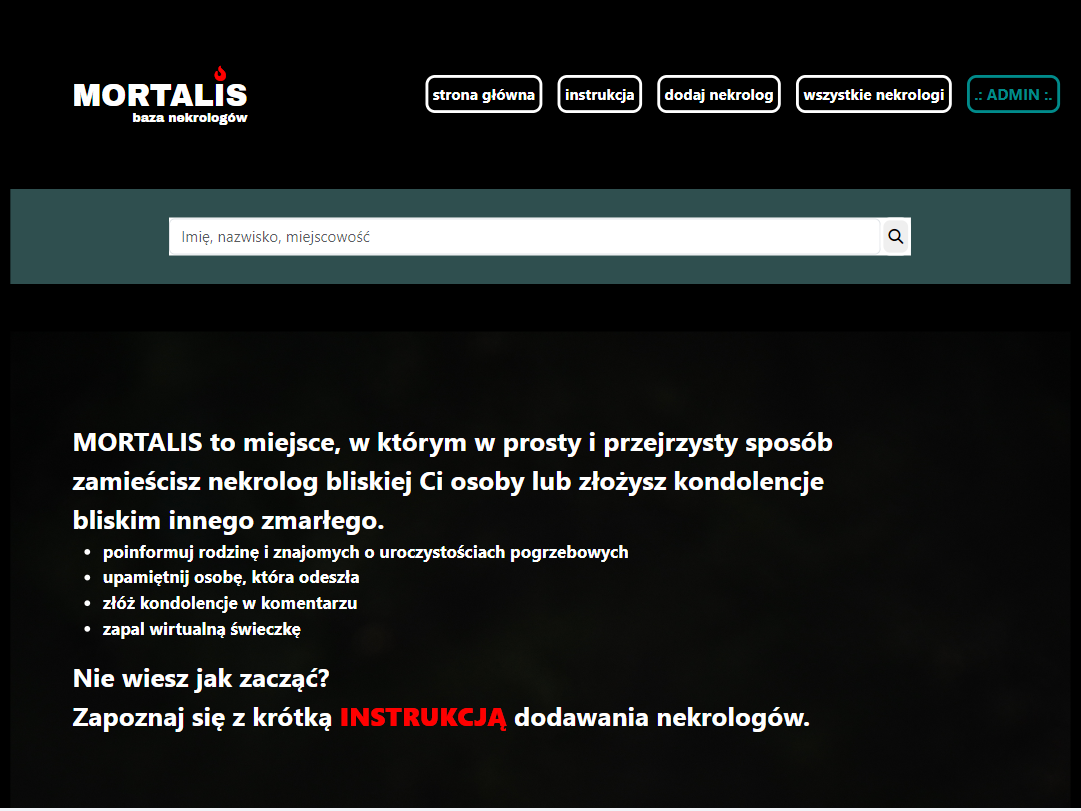 MORTALIS
baza nekrologów
strona główna
instrukcja
dodaj nekrolog
wszystkie nekrologi
.: ADMIN :.
Imię, nazwisko, miejscowość
MORTALIS to miejsce, w którym w prosty i przejrzysty sposób
zamieścisz nekrolog bliskiej Ci osoby lub złożysz kondolencje
bliskim innego zmarłego.
• poinformuj rodzinę i znajomych o uroczystościach pogrzebowych
• upamiętnij osobę, która odeszła
• złóż kondolencje w komentarzu
• zapal wirtualną świeczkę
Nie wiesz jak zacząć?
Zapoznaj się z krótką INSTRUKCJĄ dodawania nekrologów.